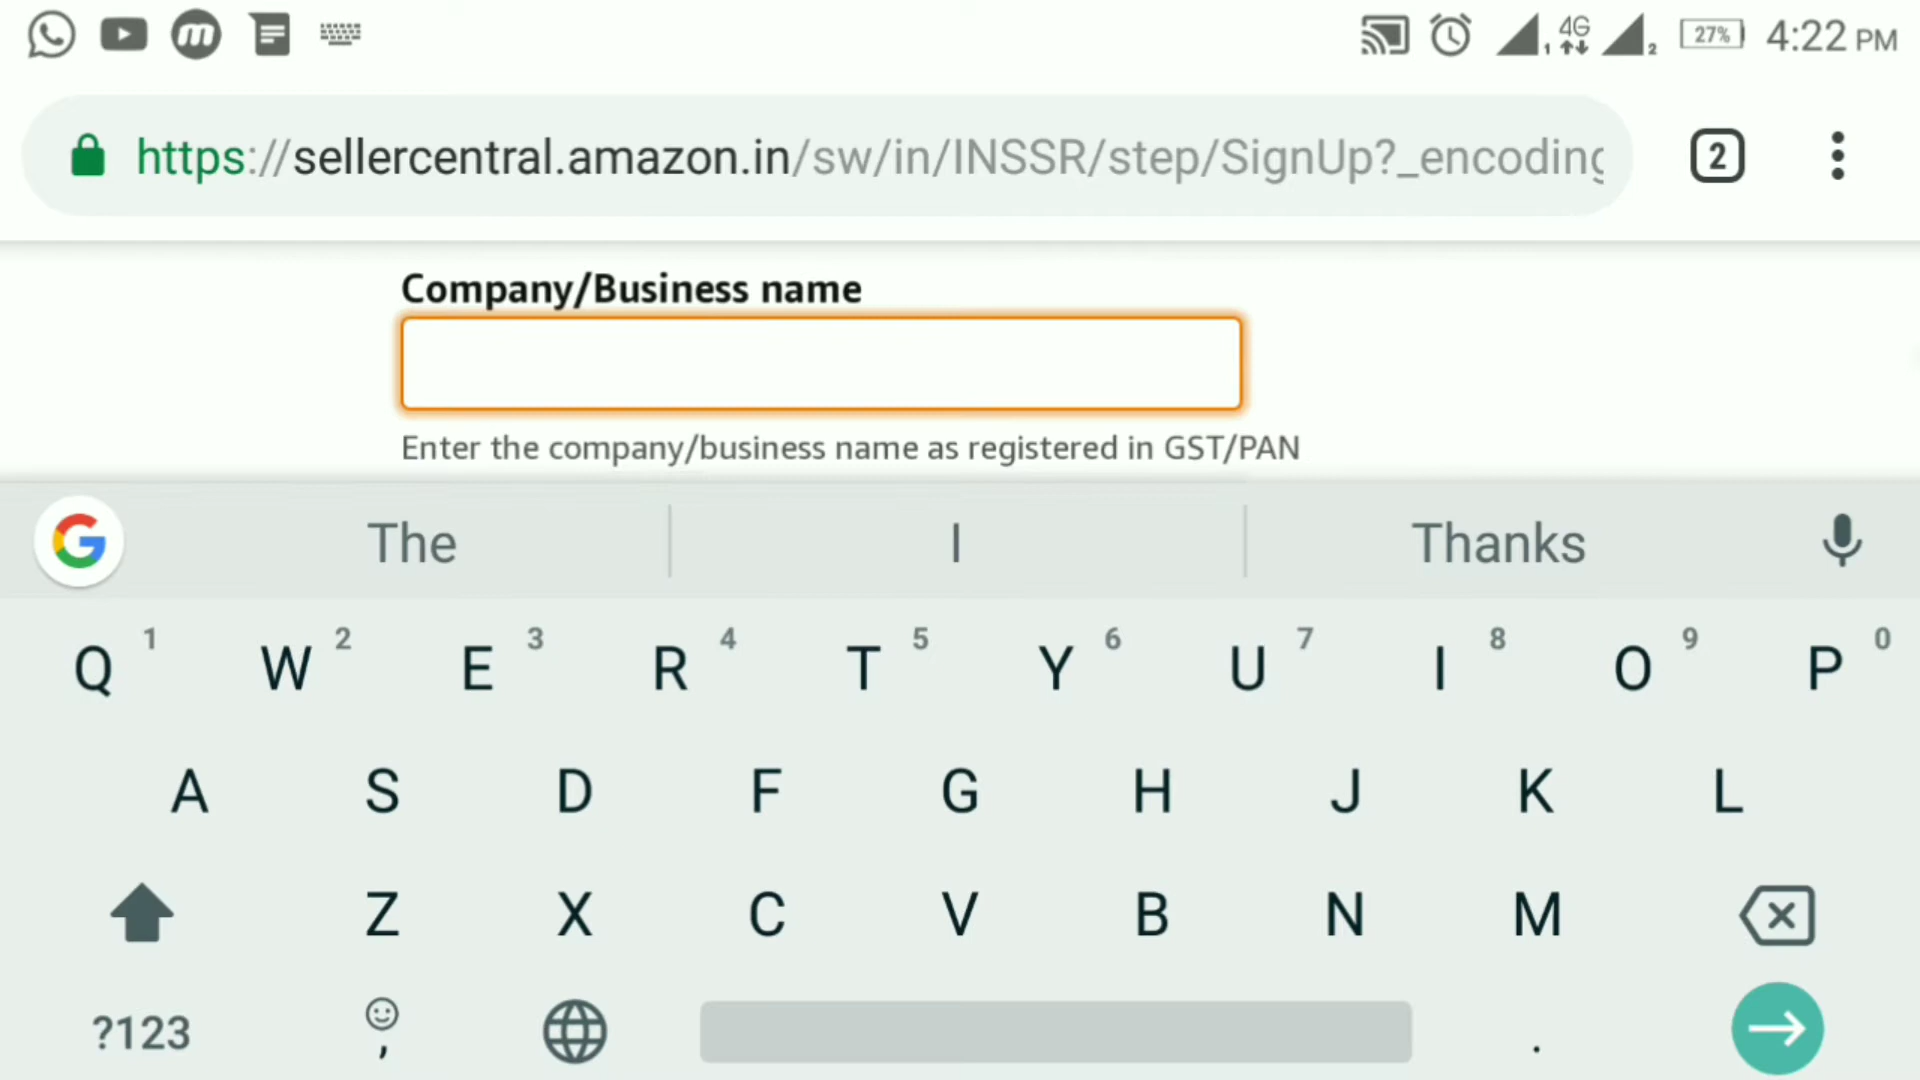 4G 1 2 27% 4:22 PM
https://sellercentral.amazon.in/sw/in/INSSR/step/SignUp?_encoding
2
Company/Business name
Enter the company/business name as registered in GST/PAN
The I Thanks
Q 1 W 2 E 3 R 4 T 5 Y 6 U 7 I 8 O 9 P 0
A S D F G H J K L
Z X C V B N M
?123 , .